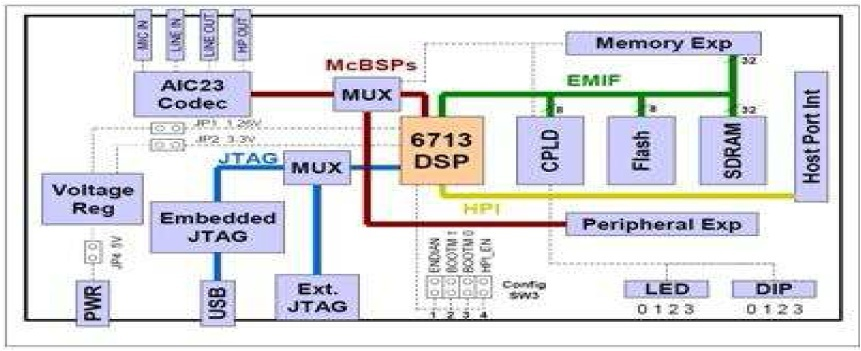 MIC IN
LINE IN
LINE OUT
HP OUT
Memory Exp
32
McBSPs
EMIF
AIC23
Codec
MUX
8
8
32
Host Port Int
JP1 1.26V
JP2 3.3V
6713
DSP
CPLD
Flash
SDRAM
JTAG
MUX
Voltage
Reg
HPI
Embedded
JTAG
Peripheral Exp
JP4 5V
ENDIAN
BOOTM 1
BOOTM 0
HPI_EN
Config
SW3
PWR
USB
Ext.
JTAG
1 2 3 4
LED
DIP
0 1 2 3
0 1 2 3